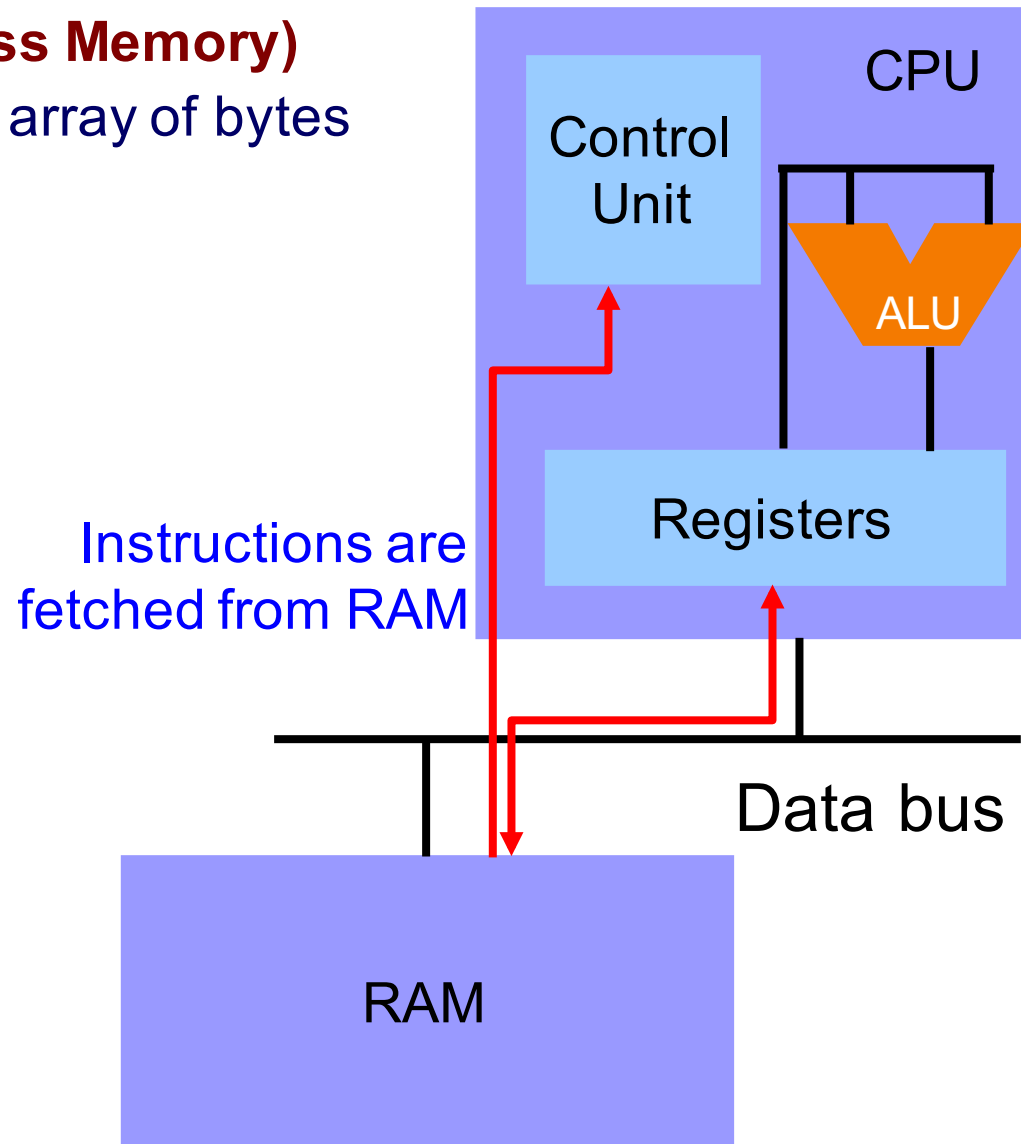 ss Memory)
array of bytes
CPU
Control
Unit
ALU
Registers
Instructions are
fetched from RAM
Data bus
RAM